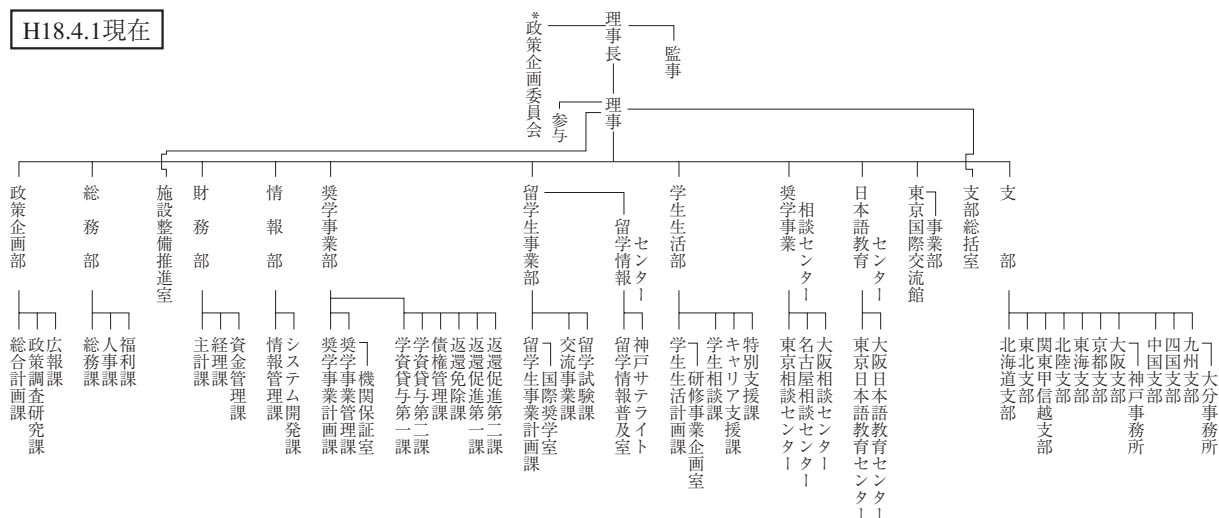 H18.4.1現在
理事長
*政策企画委員会
監事
理事
参与
政策企画部
総務部
施設整備推進室
財務部
情報部
奨学事業部
留学生事業部
留学情報
センター
学生生活部
奨学事業
相談センター
日本語教育
センター
東京国際交流館
事業部
支部総括室
支部
総合計画課
政策調査研究課
広報課
総務課
人事課
福利課
主計課
経理課
資金管理課
情報管理課
システム開発課
奨学事業計画課
奨学事業管理課
機関保証室
学資貸与第一課
学資貸与第二課
債権管理課
返還免除課
返還促進第一課
返還促進第二課
留学生事業計画課
国際奨学室
交流事業課
留学試験課
留学情報普及室
神戸サテライト
学生生活計画課
研修事業企画室
学生相談課
キャリア支援課
特別支援課
東京相談センター
名古屋相談センター
大阪相談センター
東京日本語教育センター
大阪日本語教育センター
北海道支部
東北支部
関東甲信越支部
北陸支部
東海支部
京都支部
大阪支部
神戸事務所
中国支部
四国支部
九州支部
大分事務所